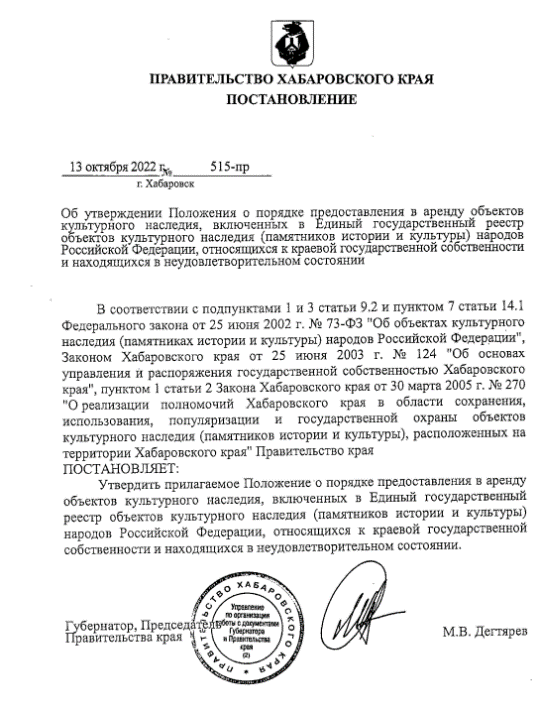 ПРАВИТЕЛЬСТВО ХАБАРОВСКОГО КРАЯ
ПОСТАНОВЛЕНИЕ
13 октября 2022 г. № 515-пр
г. Хабаровск
Об утверждении Положения о порядке предоставления в аренду объектов
культурного наследия, включенных в Единый государственный реестр
объектов культурного наследия (памятников истории и культуры) народов
Российской Федерации, относящихся к краевой государственной собственности
и находящихся в неудовлетворительном состоянии
В соответствии с подпунктами 1 и 3 статьи 9.2 и пунктом 7 статьи 14.1
Федерального закона от 25 июня 2002 г. № 73-ФЗ "Об объектах культурного
наследия (памятниках истории и культуры) народов Российской Федерации",
Законом Хабаровского края от 25 июня 2003 г. № 124 "Об основах
управления и распоряжения государственной собственностью Хабаровского
края", пунктом 1 статьи 2 Закона Хабаровского края от 30 марта 2005 г. № 270
"О реализации полномочий Хабаровского края в области сохранения,
использования, популяризации и государственной охраны объектов
культурного наследия (памятников истории и культуры), расположенных на
территории Хабаровского края" Правительство края
ПОСТАНОВЛЯЕТ:
Утвердить прилагаемое Положение о порядке предоставления в аренду
объектов культурного наследия, включенных в Единый государственный
реестр объектов культурного наследия (памятников истории и культуры)
народов Российской Федерации, относящихся к краевой государственной
собственности и находящихся в неудовлетворительном состоянии.
Губернатор, Председатель
Правительства края
ПРАВИТЕЛЬСТВО ХАБАРОВСКОГО КРАЯ
Управление
по организации
работы с документами
Губернатора
и Правительства
края
(2)
М.В. Дегтярев